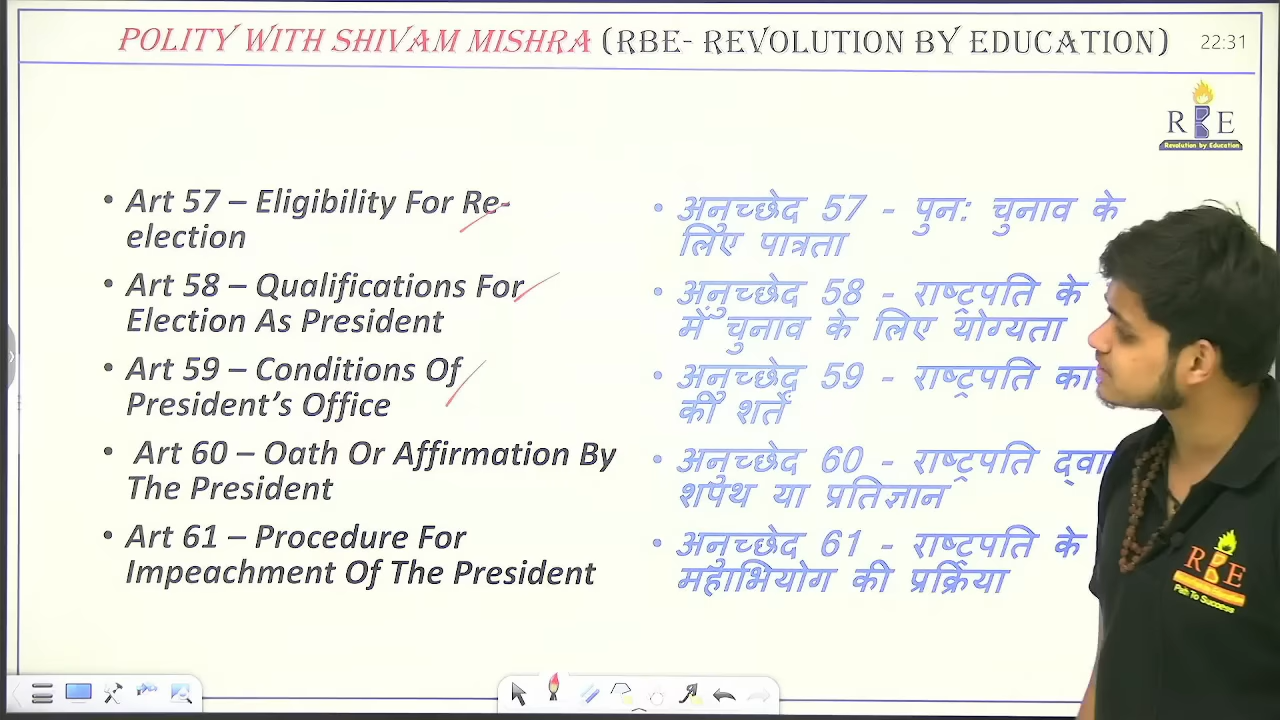 POLITY WITH SHIVAM MISHRA (RBE- REVOLUTION BY EDUCATION)
22:31
RBE
Revolution by Education
• Art 57 – Eligibility For Re-
election
• Art 58 – Qualifications For
Election As President
• Art 59 – Conditions Of
President's Office
• Art 60 – Oath Or Affirmation By
The President
• Art 61 – Procedure For
Impeachment Of The President
• अनुच्छेद 57 - पुन: चुनाव के
लिए पात्रता
• अनुच्छेद 58 - राष्ट्रपति के
में चुनाव के लिए योग्यता
• अनुच्छेद 59 - राष्ट्रपति
की शर्तें
• अनुच्छेद 60 - राष्ट्रपति
शपथ या प्रतिज्ञान
• अनुच्छेद 61 - राष्ट्रपति के
महाभियोग की प्रक्रिया
RBE
Path To Success